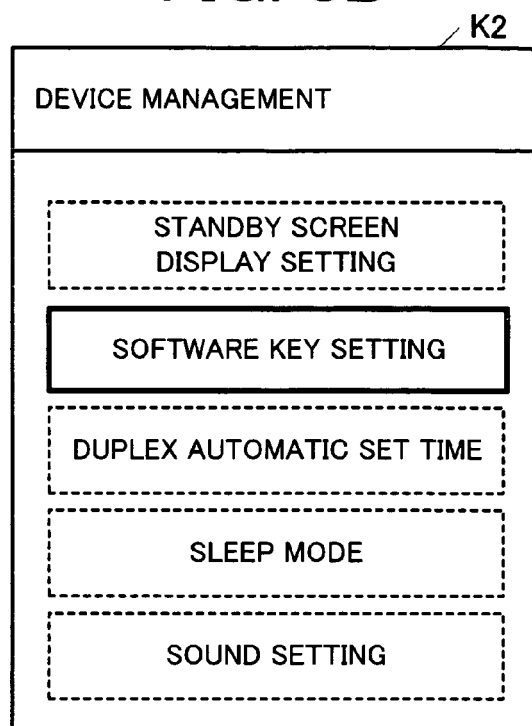 K2
DEVICE MANAGEMENT
STANDBY SCREEN
DISPLAY SETTING
SOFTWARE KEY SETTING
DUPLEX AUTOMATIC SET TIME
SLEEP MODE
SOUND SETTING